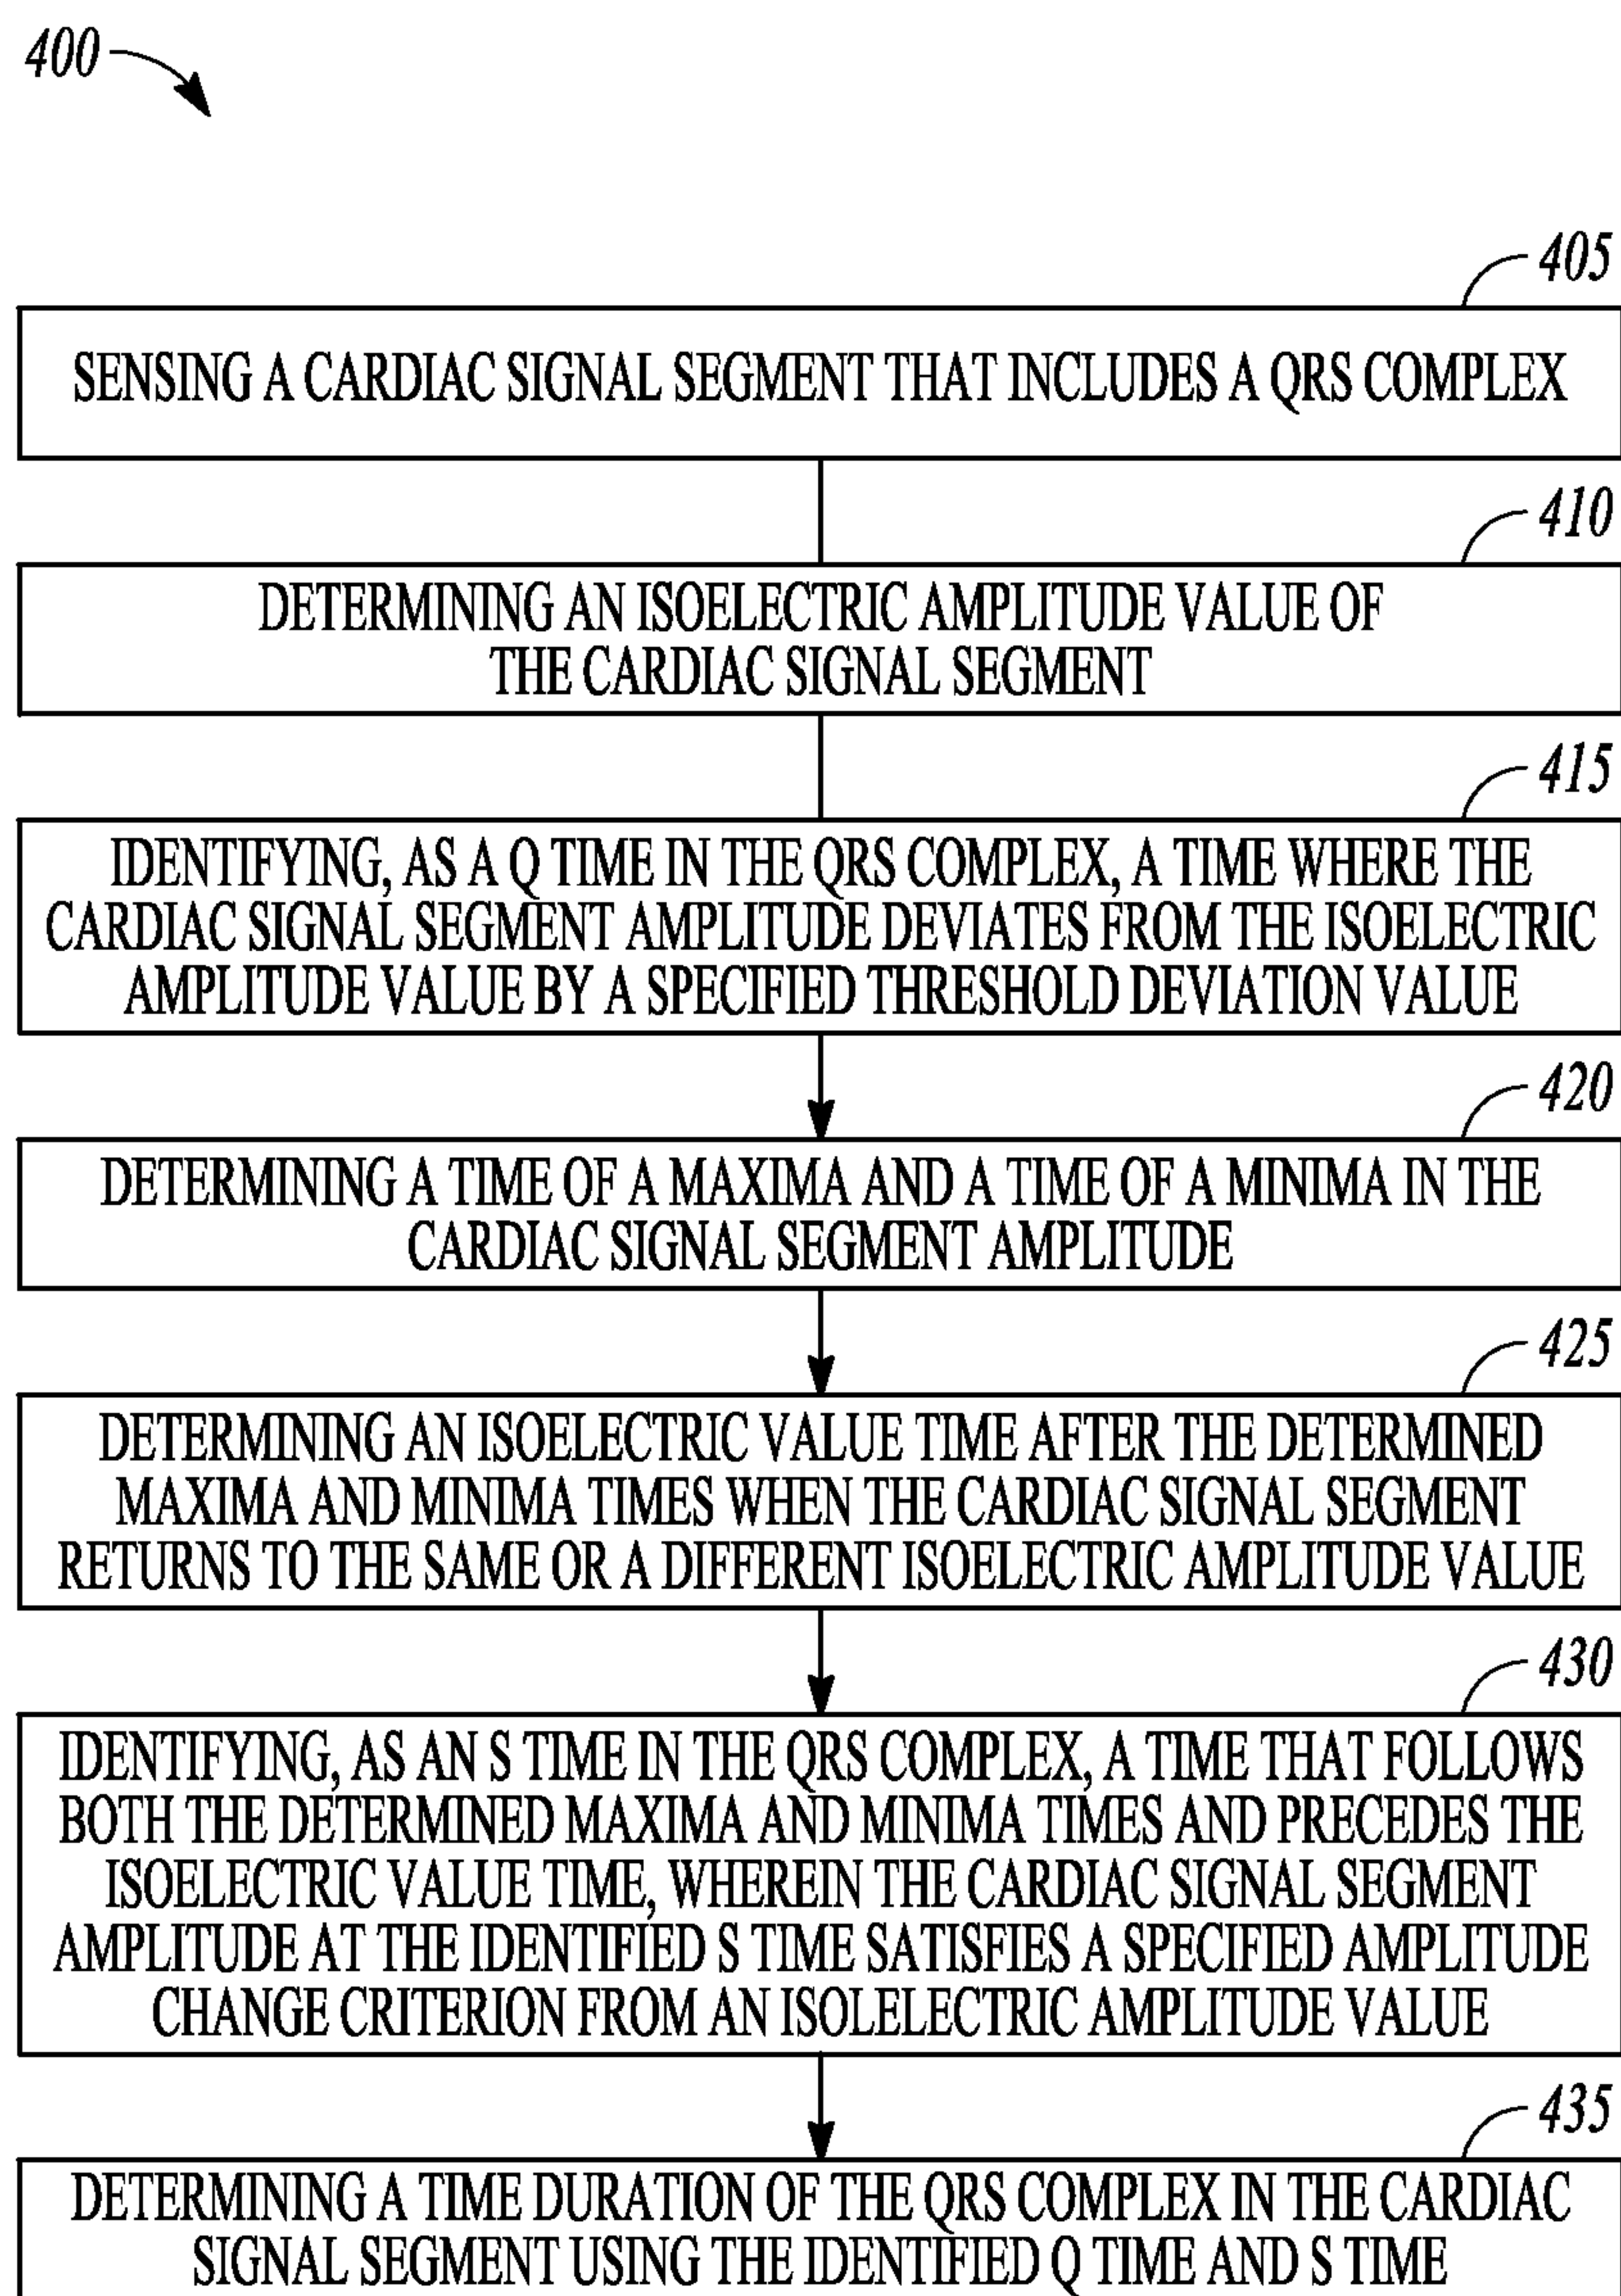 400
405
SENSING A CARDIAC SIGNAL SEGMENT THAT INCLUDES A QRS COMPLEX
410
DETERMINING AN ISOELECTRIC AMPLITUDE VALUE OF
THE CARDIAC SIGNAL SEGMENT
415
IDENTIFYING, AS A Q TIME IN THE QRS COMPLEX, A TIME WHERE THE
CARDIAC SIGNAL SEGMENT AMPLITUDE DEVIATES FROM THE ISOELECTRIC
AMPLITUDE VALUE BY A SPECIFIED THRESHOLD DEVIATION VALUE
420
DETERMINING A TIME OF A MAXIMA AND A TIME OF A MINIMA IN THE
CARDIAC SIGNAL SEGMENT AMPLITUDE
425
DETERMINING AN ISOELECTRIC VALUE TIME AFTER THE DETERMINED
MAXIMA AND MINIMA TIMES WHEN THE CARDIAC SIGNAL SEGMENT
RETURNS TO THE SAME OR A DIFFERENT ISOELECTRIC AMPLITUDE VALUE
430
IDENTIFYING, AS AN S TIME IN THE QRS COMPLEX, A TIME THAT FOLLOWS
BOTH THE DETERMINED MAXIMA AND MINIMA TIMES AND PRECEDES THE
ISOELECTRIC VALUE TIME, WHEREIN THE CARDIAC SIGNAL SEGMENT
AMPLITUDE AT THE IDENTIFIED S TIME SATISFIES A SPECIFIED AMPLITUDE
CHANGE CRITERION FROM AN ISOLELECTRIC AMPLITUDE VALUE
435
DETERMINING A TIME DURATION OF THE QRS COMPLEX IN THE CARDIAC
SIGNAL SEGMENT USING THE IDENTIFIED Q TIME AND S TIME